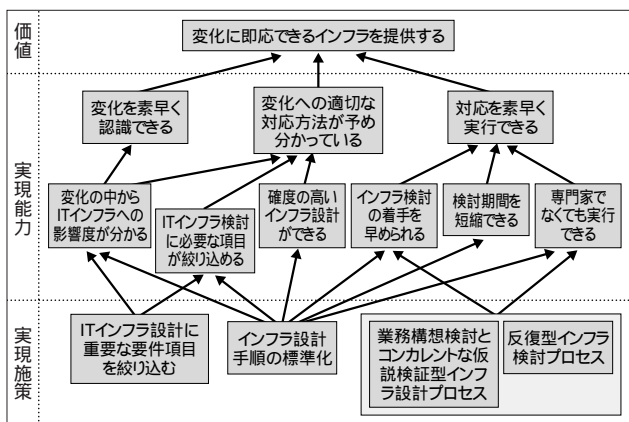 価値
変化に即応できるインフラを提供する
実現能力
変化を素早く
認識できる
変化への適切な
対応方法が予め
分かっている
対応を素早く
実行できる
変化の中から
ITインフラへの
影響度が分かる
ITインフラ検討
に必要な項目
が絞り込める
確度の高い
インフラ設計
ができる
インフラ検討
の着手を
早められる
検討期間を
短縮できる
専門家で
なくても実行
できる
実現施策
ITインフラ設計に
重要な要件項目
を絞り込む
インフラ設計
手順の標準化
業務構想検討と
コンカレントな仮
説検証型インフ
ラ設計プロセス
反復型インフラ
検討プロセス